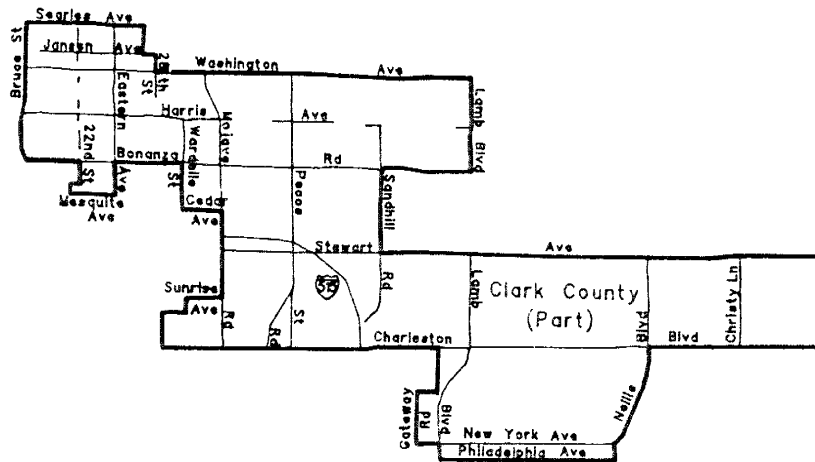 Searles Ave
Jansen Ave
Bruce St
Eastern Ave
28th St
Washington Ave
Harris Ave
Mojave Rd
Wardelle St
22nd St
Bonanza Rd
Lamb Blvd
Pecos St
Sandhill Rd
Mesquite Ave
Cedar Ave
Stewart Ave
Sunrise Ave
515
Lamb Blvd
Clark County
(Part)
Nellis Blvd
Christy Ln
Rd
Charleston Blvd
Gateway Rd
New York Ave
Philadelphia Ave